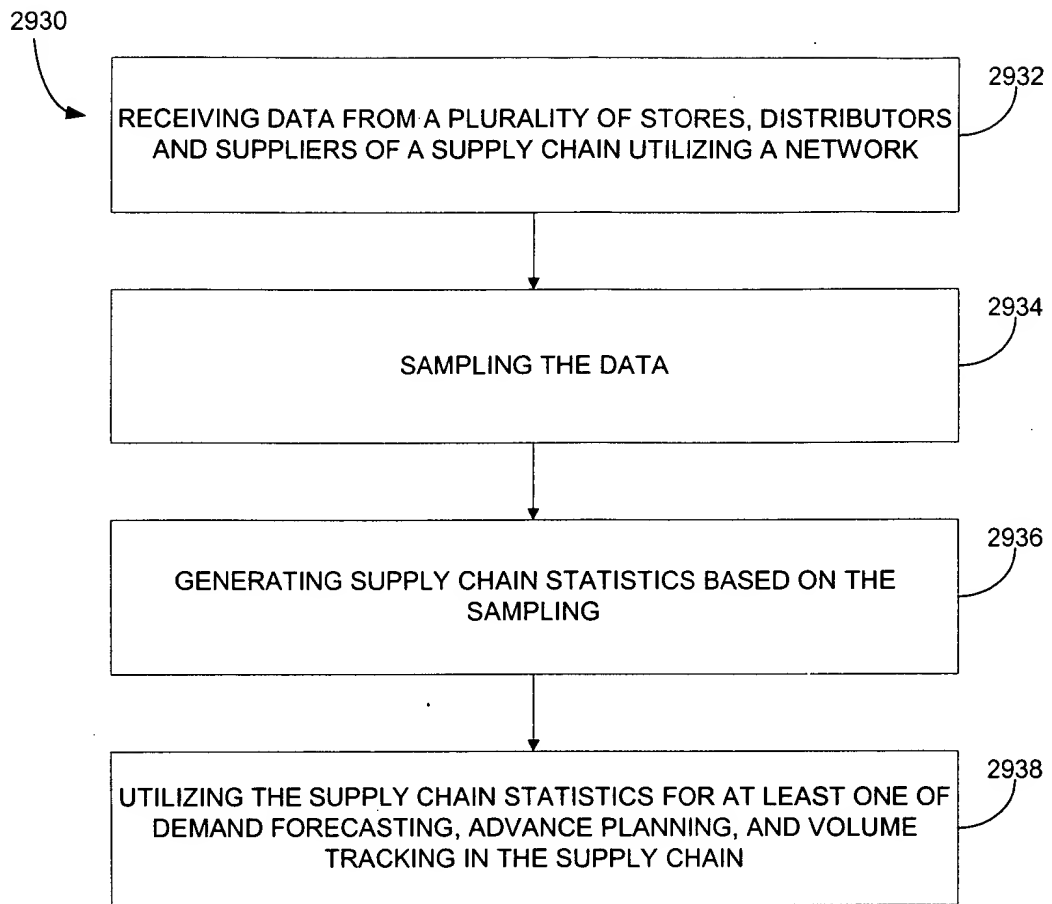 2930
2932
RECEIVING DATA FROM A PLURALITY OF STORES, DISTRIBUTORS
AND SUPPLIERS OF A SUPPLY CHAIN UTILIZING A NETWORK
2934
SAMPLING THE DATA
2936
GENERATING SUPPLY CHAIN STATISTICS BASED ON THE
SAMPLING
2938
UTILIZING THE SUPPLY CHAIN STATISTICS FOR AT LEAST ONE OF
DEMAND FORECASTING, ADVANCE PLANNING, AND VOLUME
TRACKING IN THE SUPPLY CHAIN